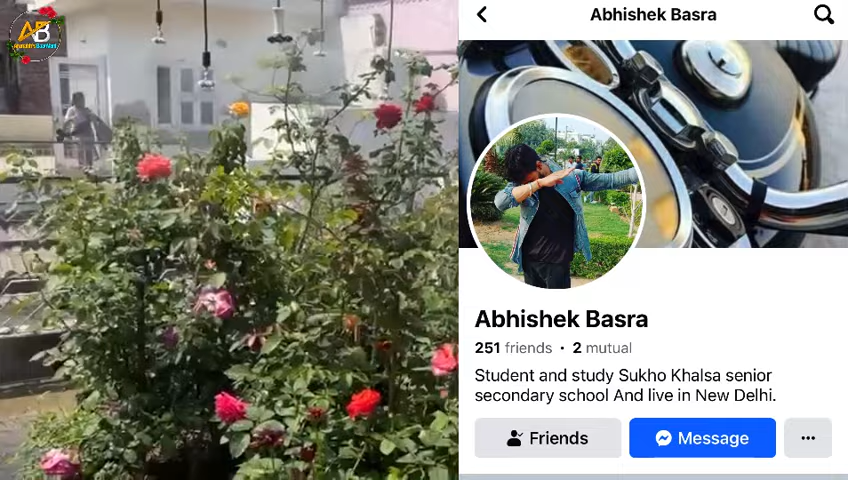 AB
Abhishek Basra
Abhishek Basra
251 friends • 2 mutual
Student and study Sukho Khalsa senior
secondary school And live in New Delhi.
Friends
Message